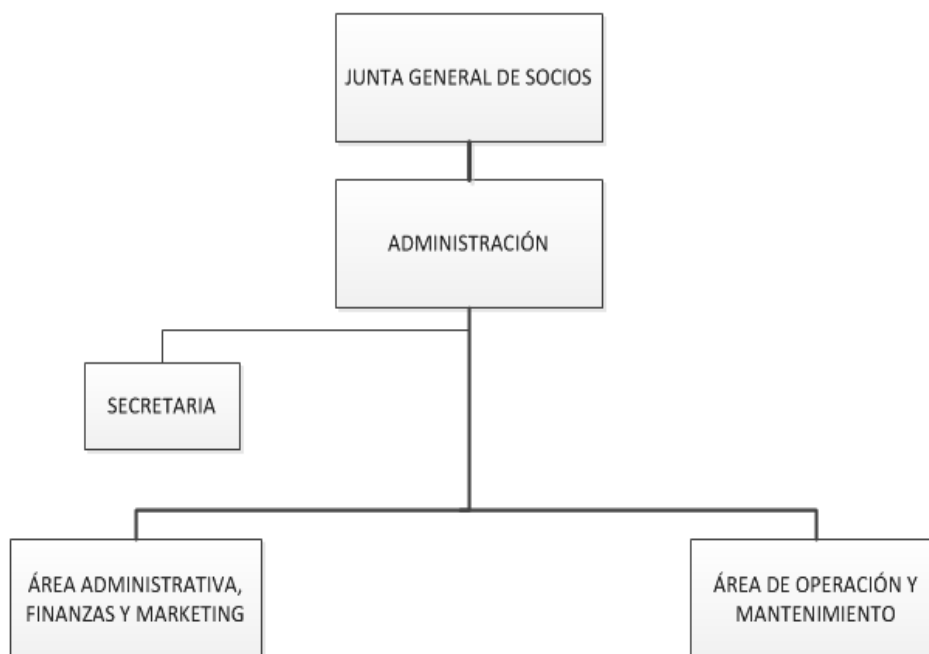 JUNTA GENERAL DE SOCIOS
ADMINISTRACIÓN
SECRETARIA
ÁREA ADMINISTRATIVA,
FINANZAS Y MARKETING
ÁREA DE OPERACIÓN Y
MANTENIMIENTO